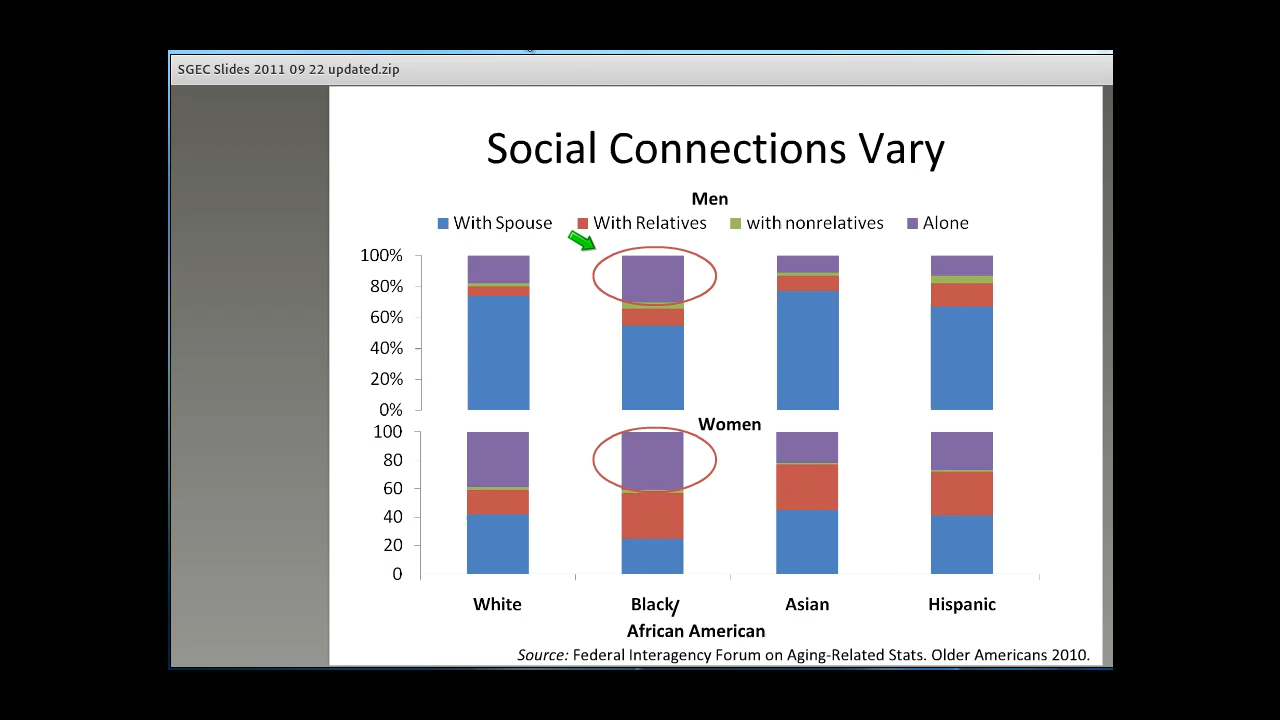 SGEC Slides 2011 09 22 updated.zip
Social Connections Vary
Men
With Spouse With Relatives with nonrelatives Alone
100%
80%
60%
40%
20%
0%
Women
100
80
60
40
20
0
White Black/ Asian Hispanic
African American
Source: Federal Interagency Forum on Aging-Related Stats. Older Americans 2010.